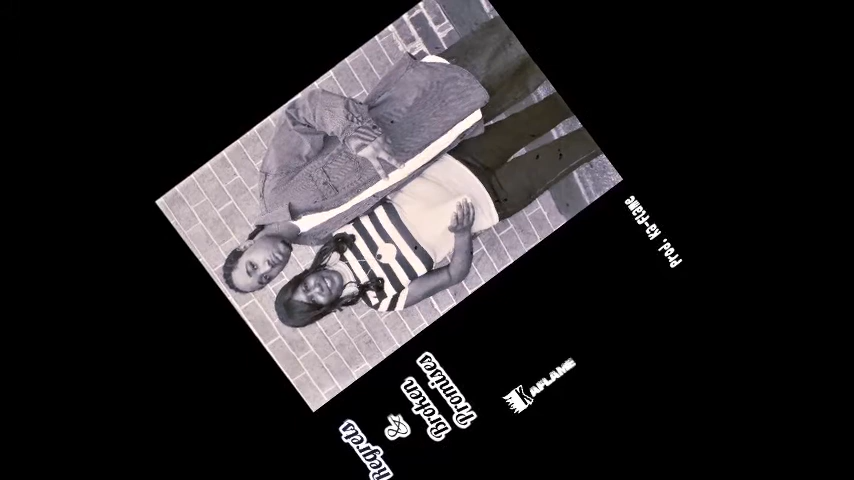 Regrets
&
Broken
Promises
KAFLAME
Prod. Ka-Flame